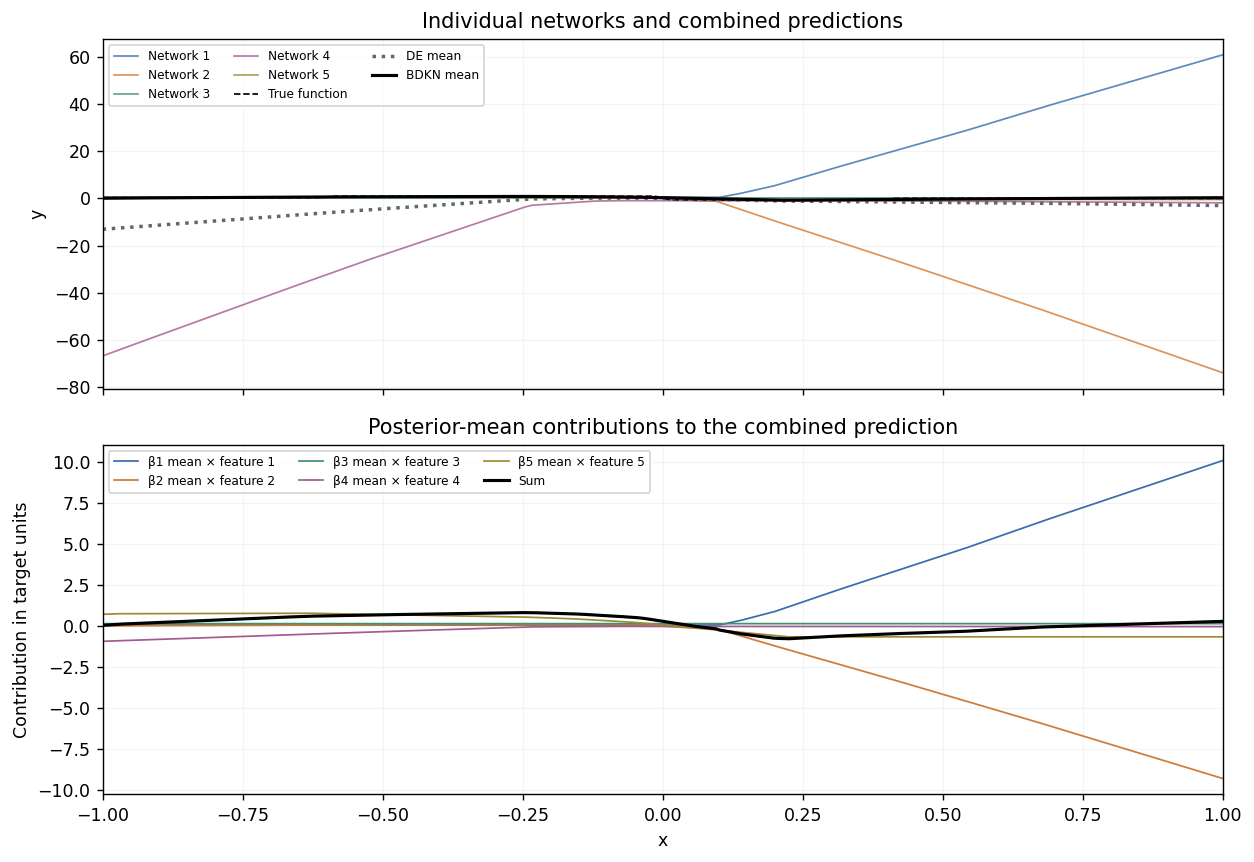 Individual networks and combined predictions
60
40
20
0
−20
−40
−60
−80
y
Network 1 Network 4 DE mean
Network 2 Network 5 BDKN mean
Network 3 True function
Posterior-mean contributions to the combined prediction
10.0
7.5
5.0
2.5
0.0
−2.5
−5.0
−7.5
−10.0
Contribution in target units
β1 mean × feature 1 β3 mean × feature 3 β5 mean × feature 5
β2 mean × feature 2 β4 mean × feature 4 Sum
−1.00 −0.75 −0.50 −0.25 0.00 0.25 0.50 0.75 1.00
x